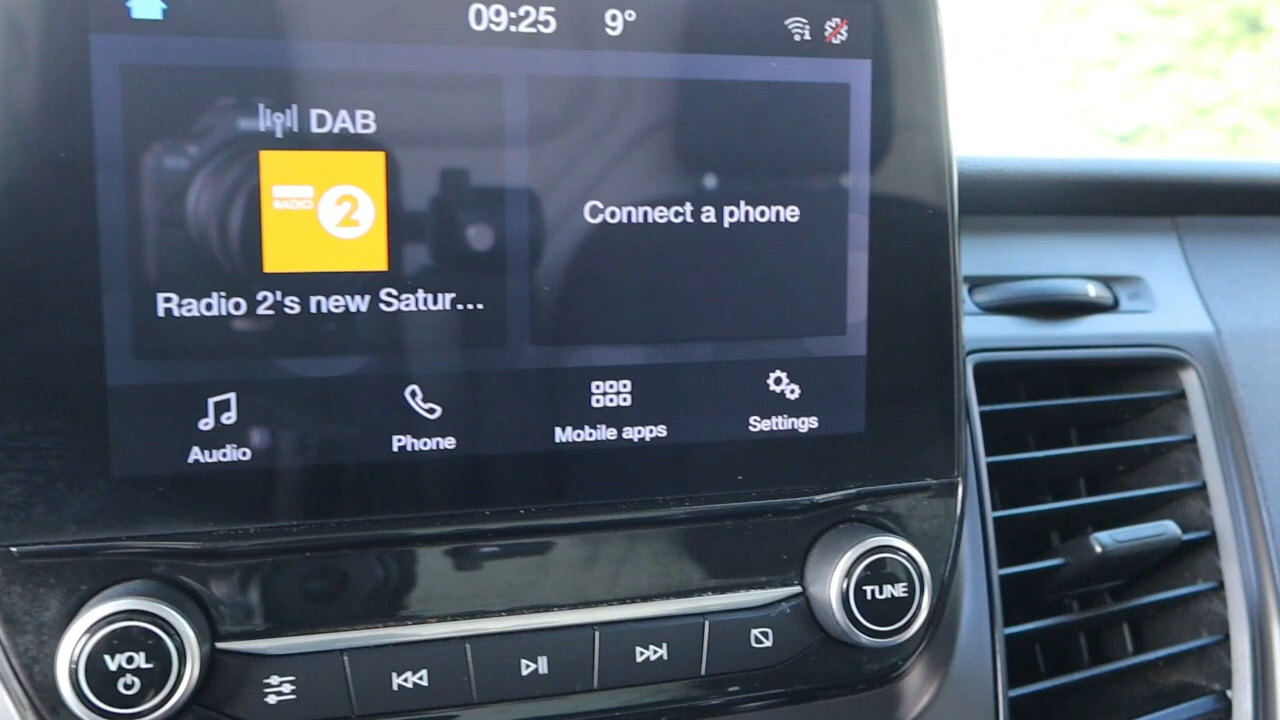 09:25 9°
DAB
RADIO 2
Radio 2's new Satur...
Connect a phone
Audio
Phone
Mobile apps
Settings
VOL
TUNE